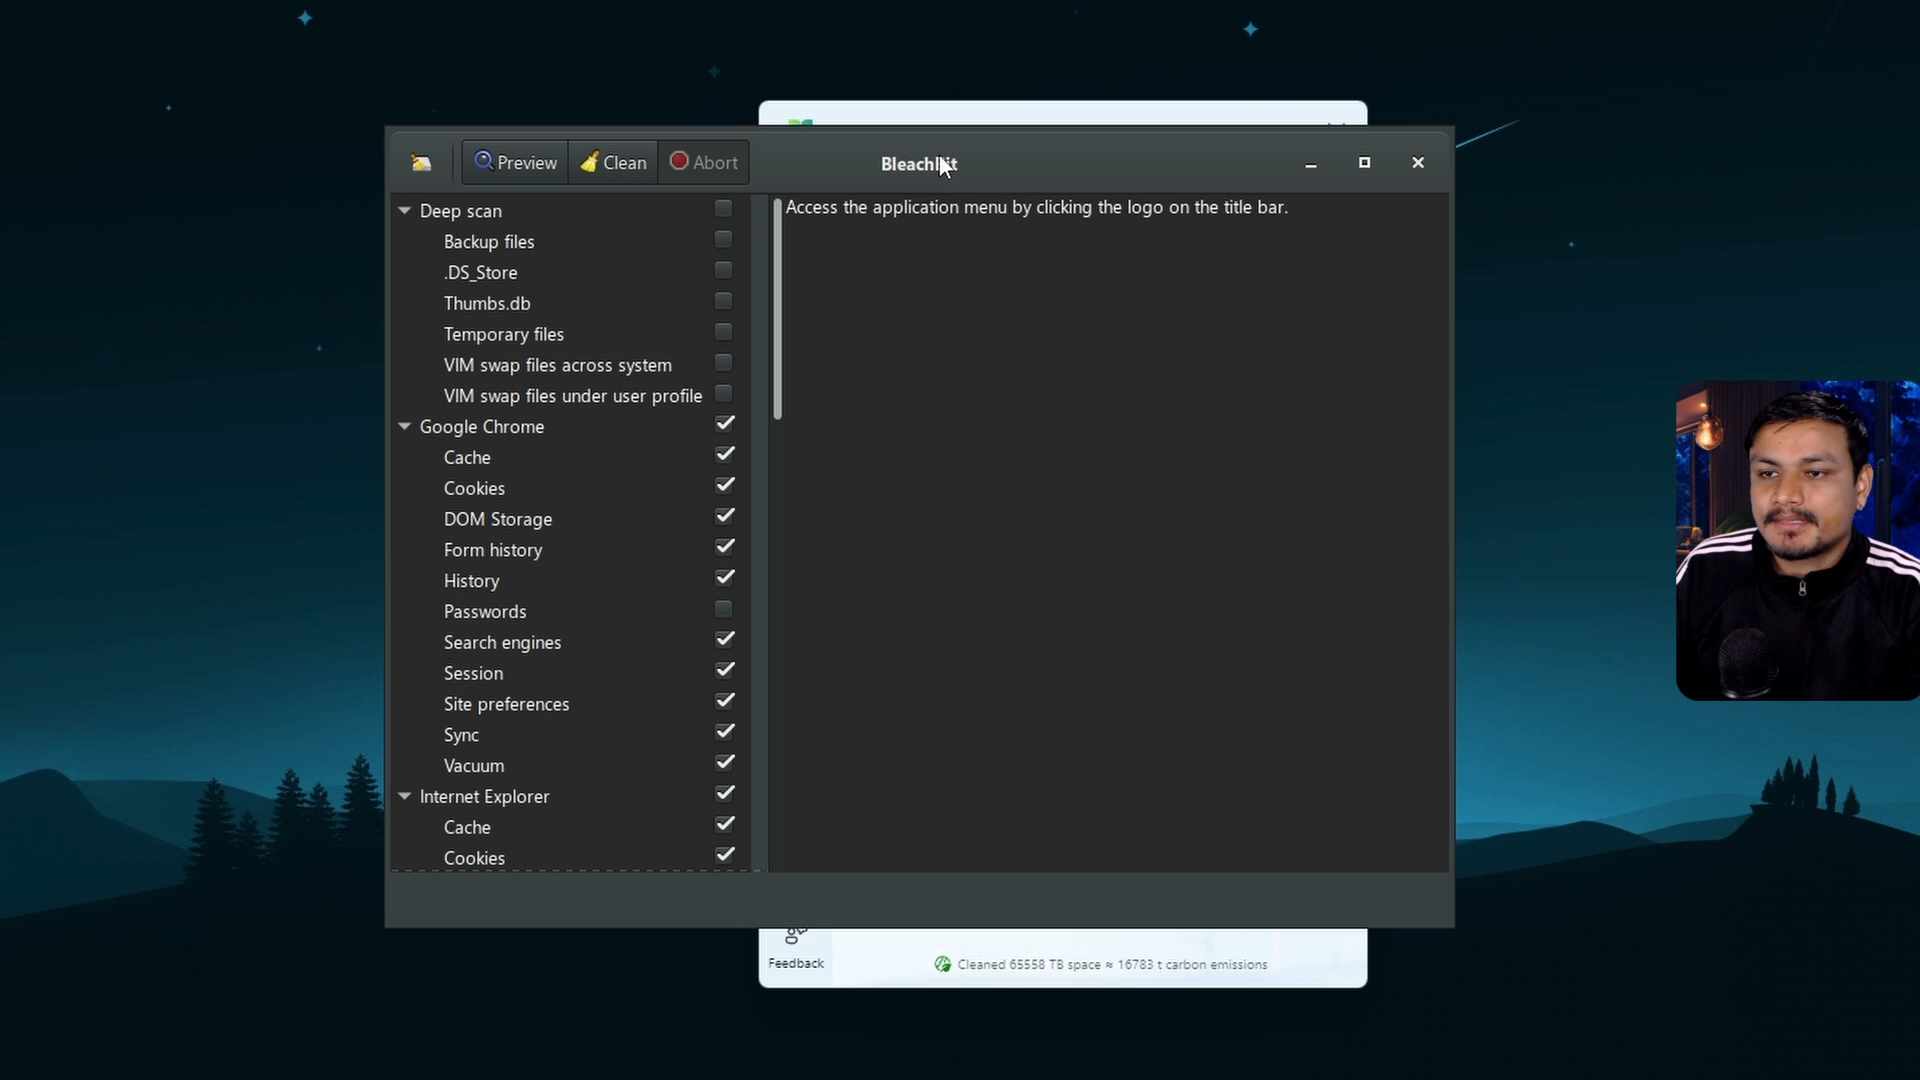 Preview
Clean
Abort
BleachBit
Access the application menu by clicking the logo on the title bar.
Deep scan
Backup files
.DS_Store
Thumbs.db
Temporary files
VIM swap files across system
VIM swap files under user profile
Google Chrome
Cache
Cookies
DOM Storage
Form history
History
Passwords
Search engines
Session
Site preferences
Sync
Vacuum
Internet Explorer
Cache
Cookies
Feedback
Cleaned 65558 TB space ≈ 16783 t carbon emissions